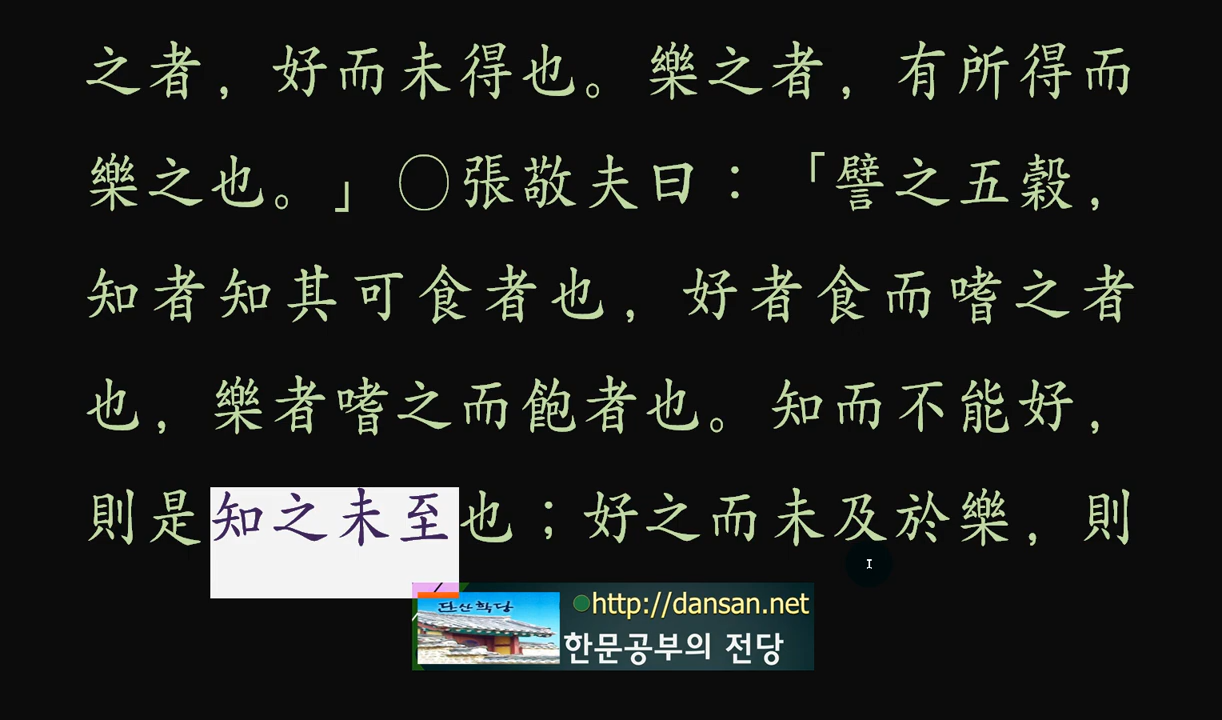 之者，好而未得也。樂之者，有所得而
樂之也。」◯張敬夫曰：「譬之五穀，
知者知其可食者也，好者食而嗜之者
也，樂者嗜之而飽者也。知而不能好，
則是知之未至也；好之而未及於樂，則
단산학당
http://dansan.net
한문공부의 전당